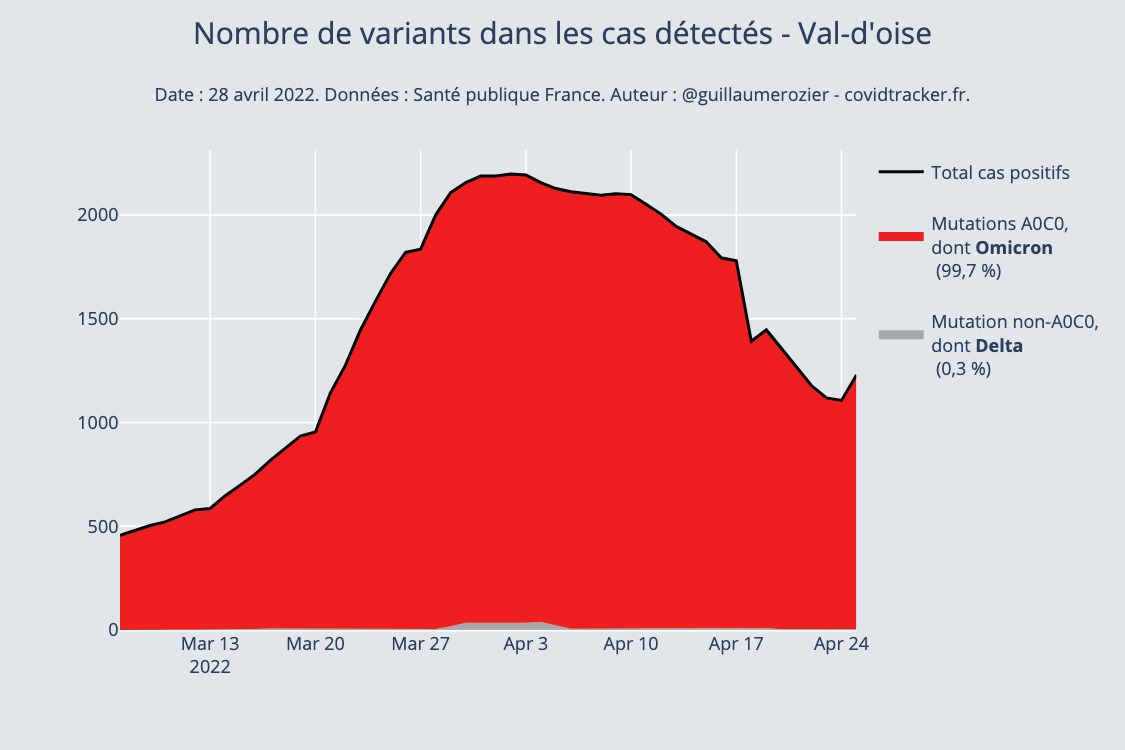 Nombre de variants dans les cas détectés - Val-d'oise
Date : 28 avril 2022. Données : Santé publique France. Auteur : @guillaumerozier - covidtracker.fr.
Total cas positifs
Mutations A0C0,
dont Omicron
(99,7 %)
Mutation non-A0C0,
dont Delta
(0,3 %)
2000
1500
1000
500
0
Mar 13
2022
Mar 20
Mar 27
Apr 3
Apr 10
Apr 17
Apr 24